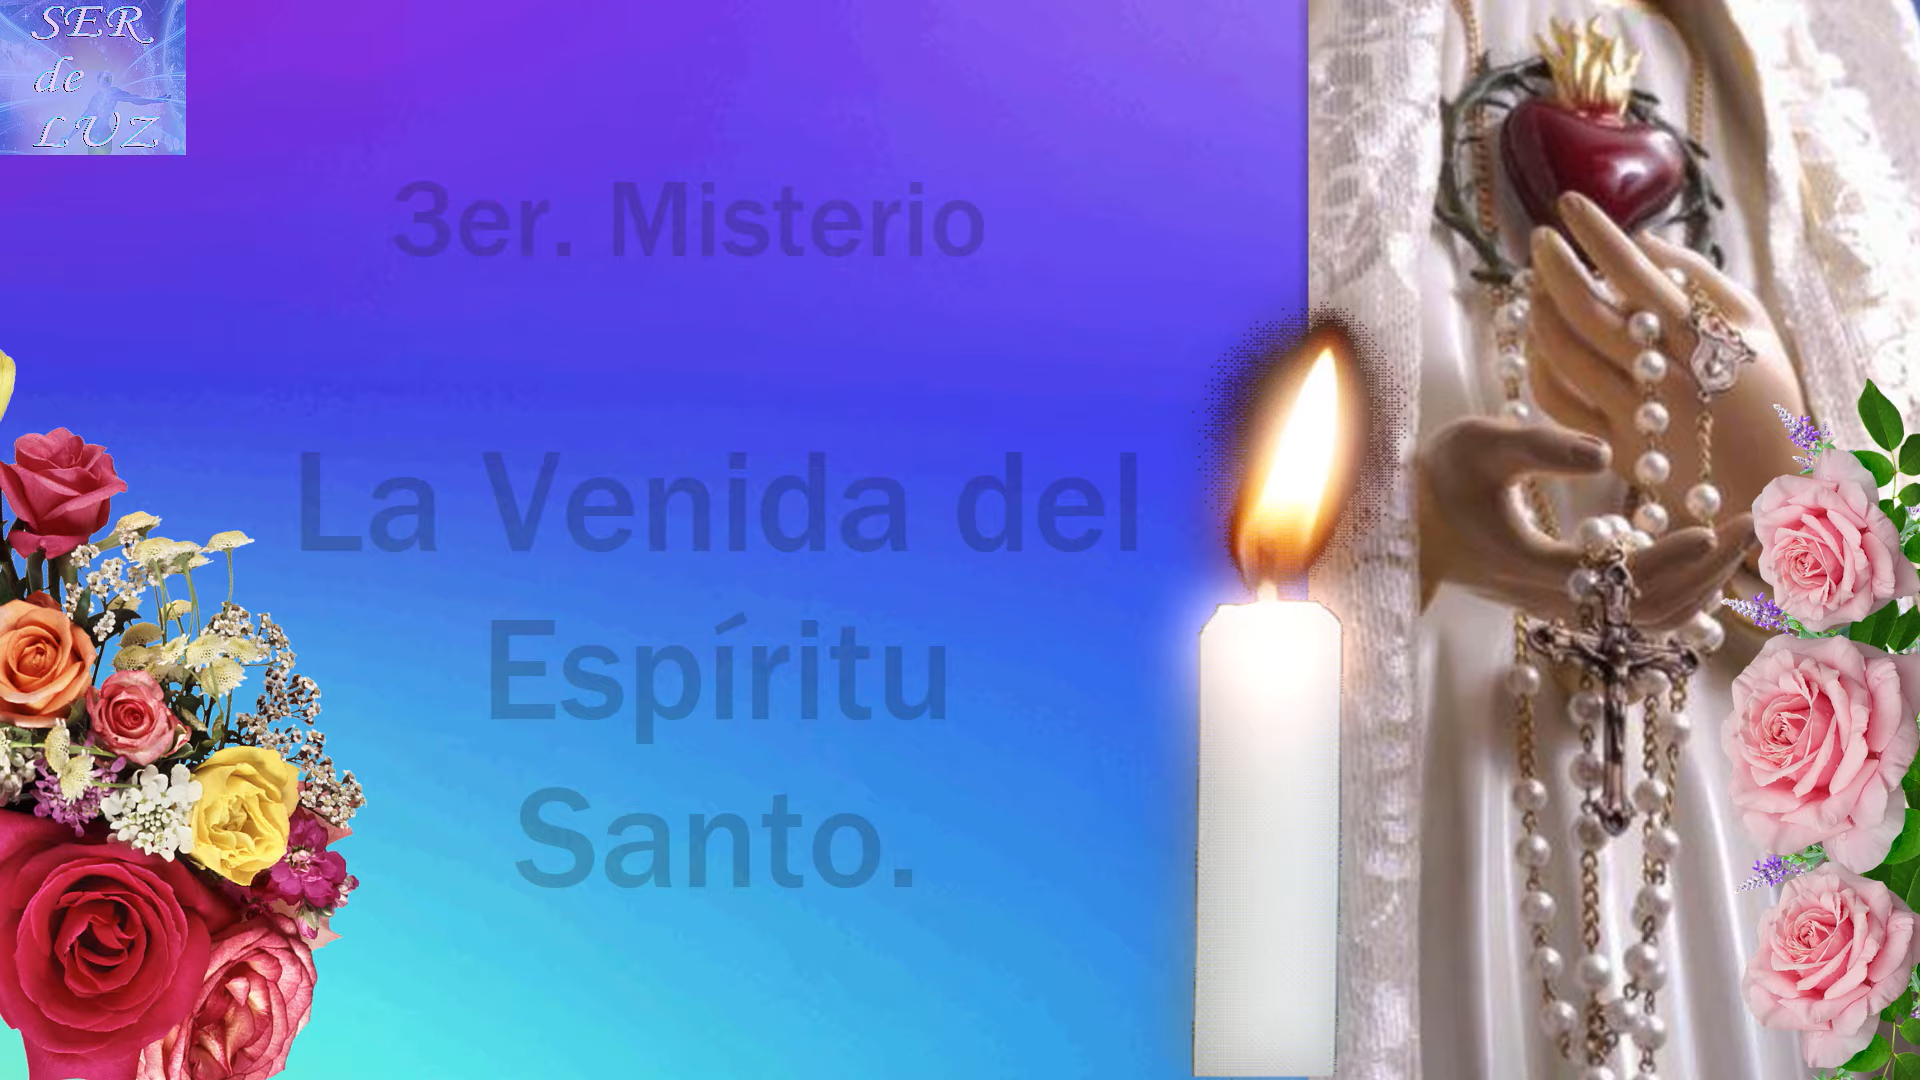 SER
de
LUZ
3er. Misterio
La Venida del
Espíritu
Santo.